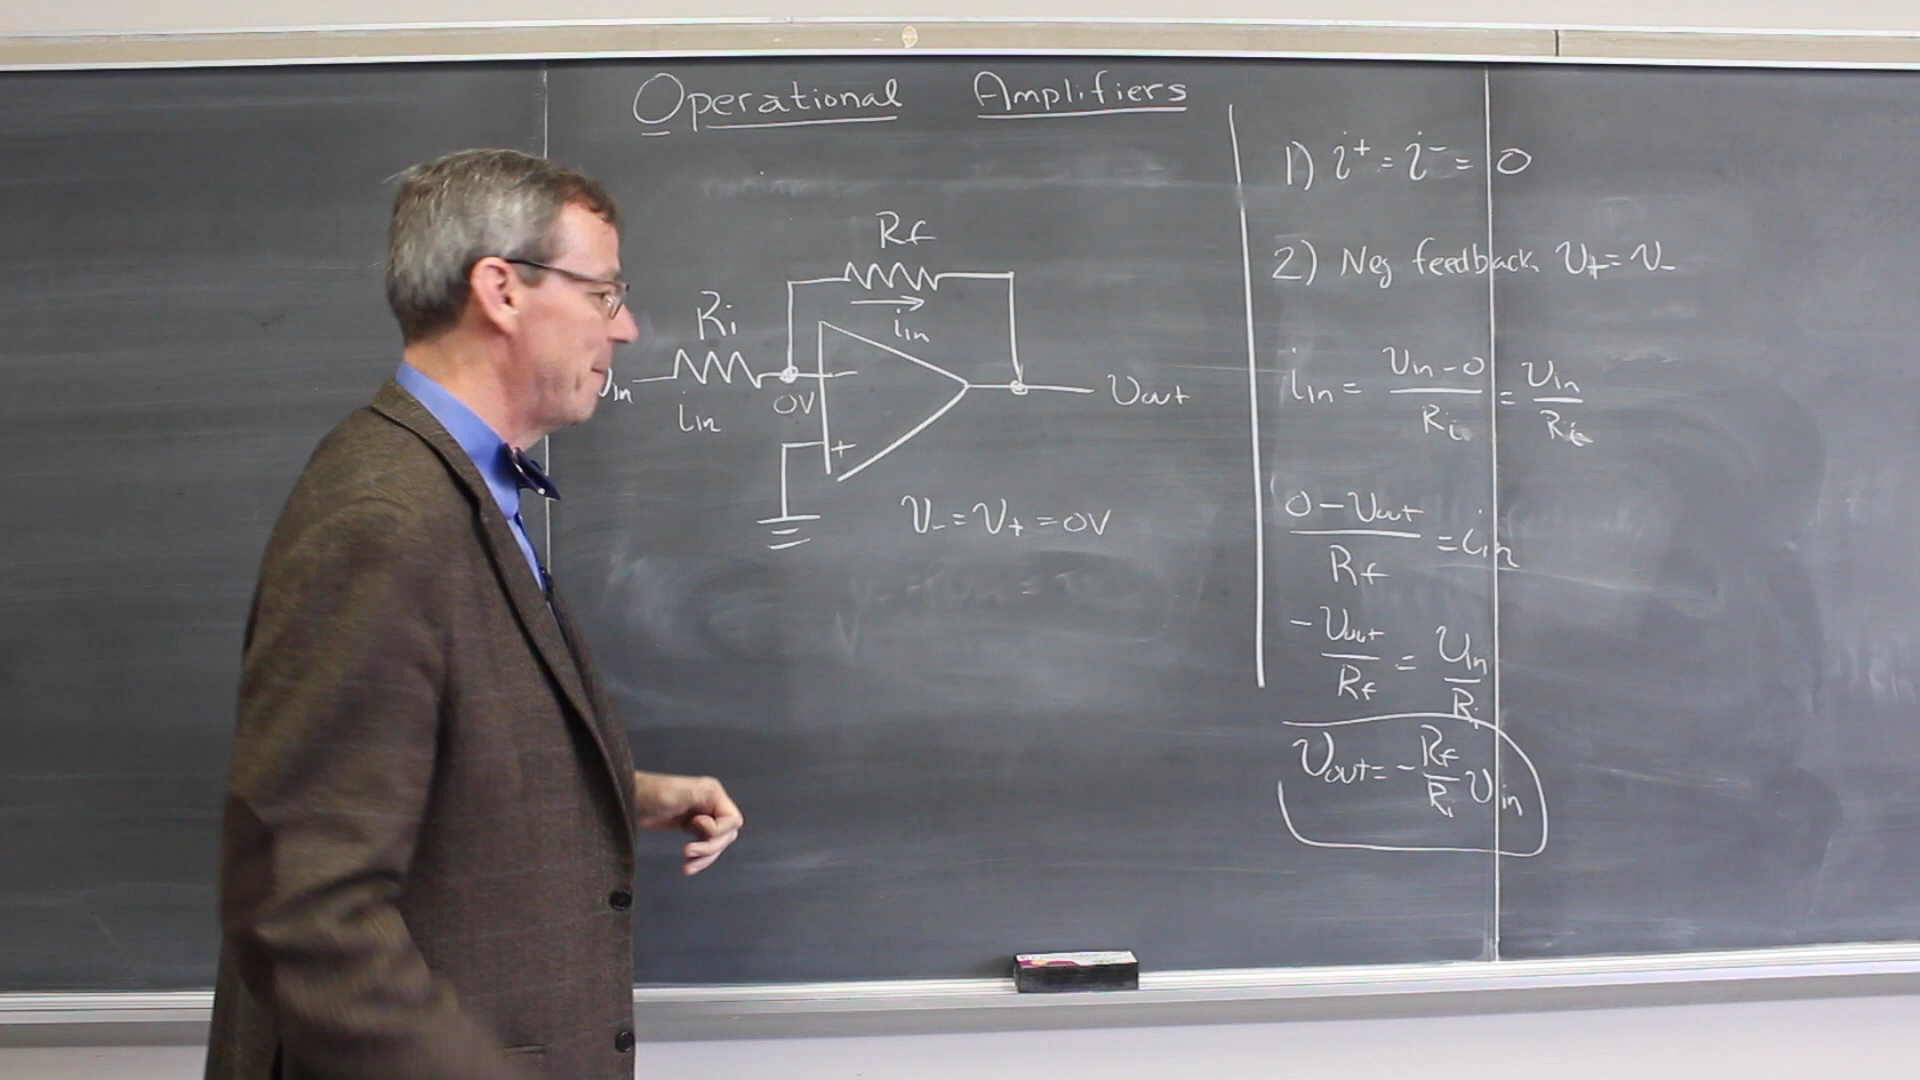 Operational Amplifiers
Rf
iin
Ri
in
iin
0V
-
+
Vout
V- = V+ = 0V
1) i+ = i- = 0
2) Neg feedback, V+ = V-
iin = Vin - 0 / Ri = Vin / Ri
0 - Vout / Rf = iin
- Vout / Rf = Vin / Ri
Vout = - Rf / Ri Vin